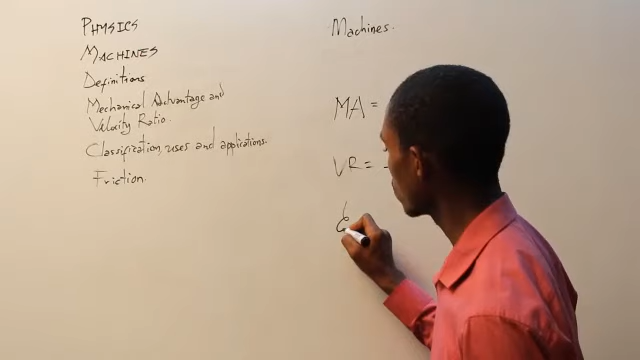 PHYSICS
MACHINES
Definitions
Mechanical Advantage and
Velocity Ratio.
Classification, uses and applications.
Friction.
Machines.
MA =
VR =